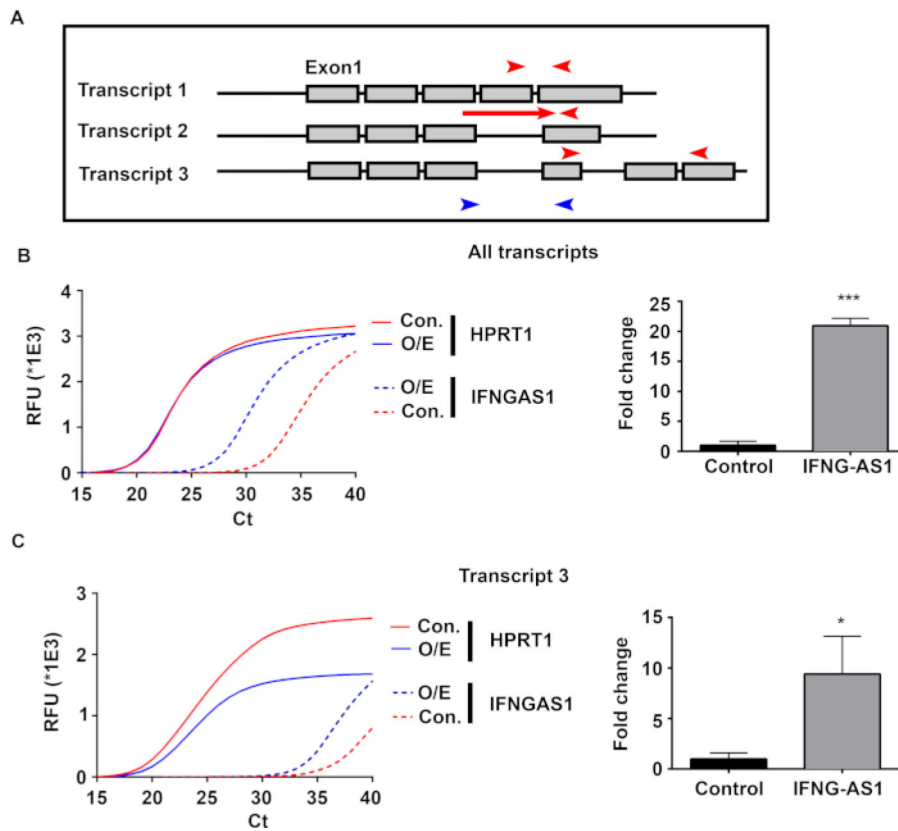 A
Exon1
Transcript 1
Transcript 2
Transcript 3
B
All transcripts
RFU (*1E3)
4
3
2
1
0
15 20 25 30 35 40
Ct
Con.
O/E
HPRT1
O/E
Con.
IFNGAS1
Fold change
25
20
15
10
5
0
***
Control IFNG-AS1
C
Transcript 3
RFU (*1E3)
3
2
1
0
15 20 25 30 35 40
Ct
Con.
O/E
HPRT1
O/E
Con.
IFNGAS1
Fold change
15
10
5
0
*
Control IFNG-AS1